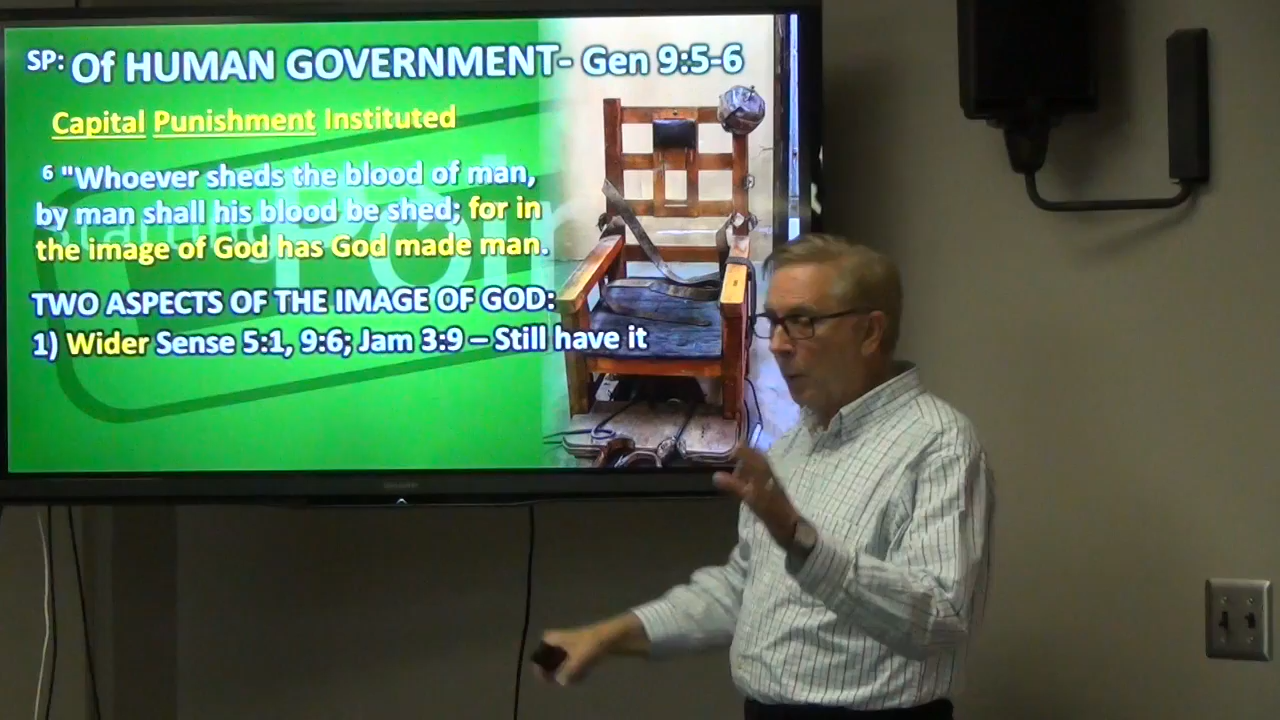 SP: Of HUMAN GOVERNMENT- Gen 9:5-6
Capital Punishment Instituted
6 "Whoever sheds the blood of man,
by man shall his blood be shed; for in
the image of God has God made man.
TWO ASPECTS OF THE IMAGE OF GOD:
1) Wider Sense 5:1, 9:6; Jam 3:9 – Still have it